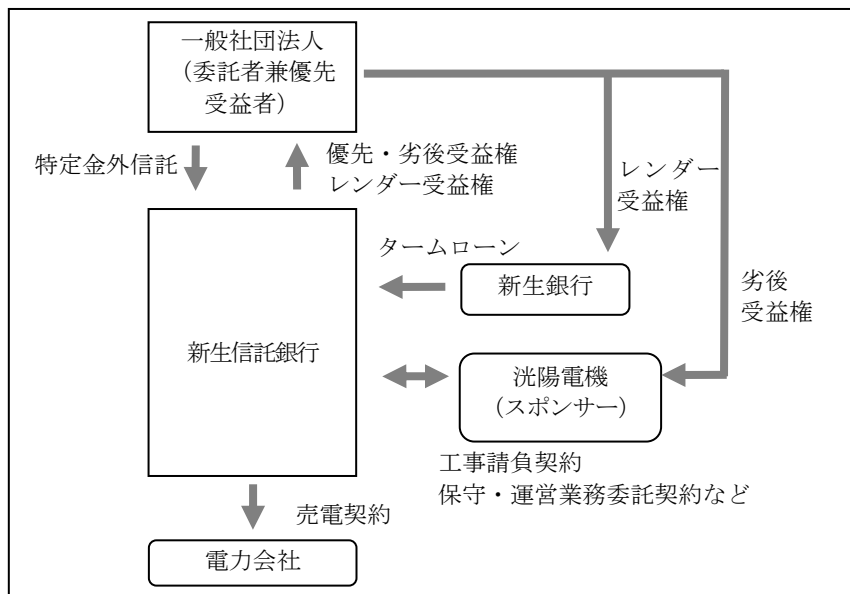 一般社団法人
（委託者兼優先
受益者）
特定金外信託
優先・劣後受益権
レンダー受益権
レンダー
受益権
タームローン
新生銀行
劣後
受益権
新生信託銀行
洸陽電機
（スポンサー）
工事請負契約
保守・運営業務委託契約など
売電契約
電力会社